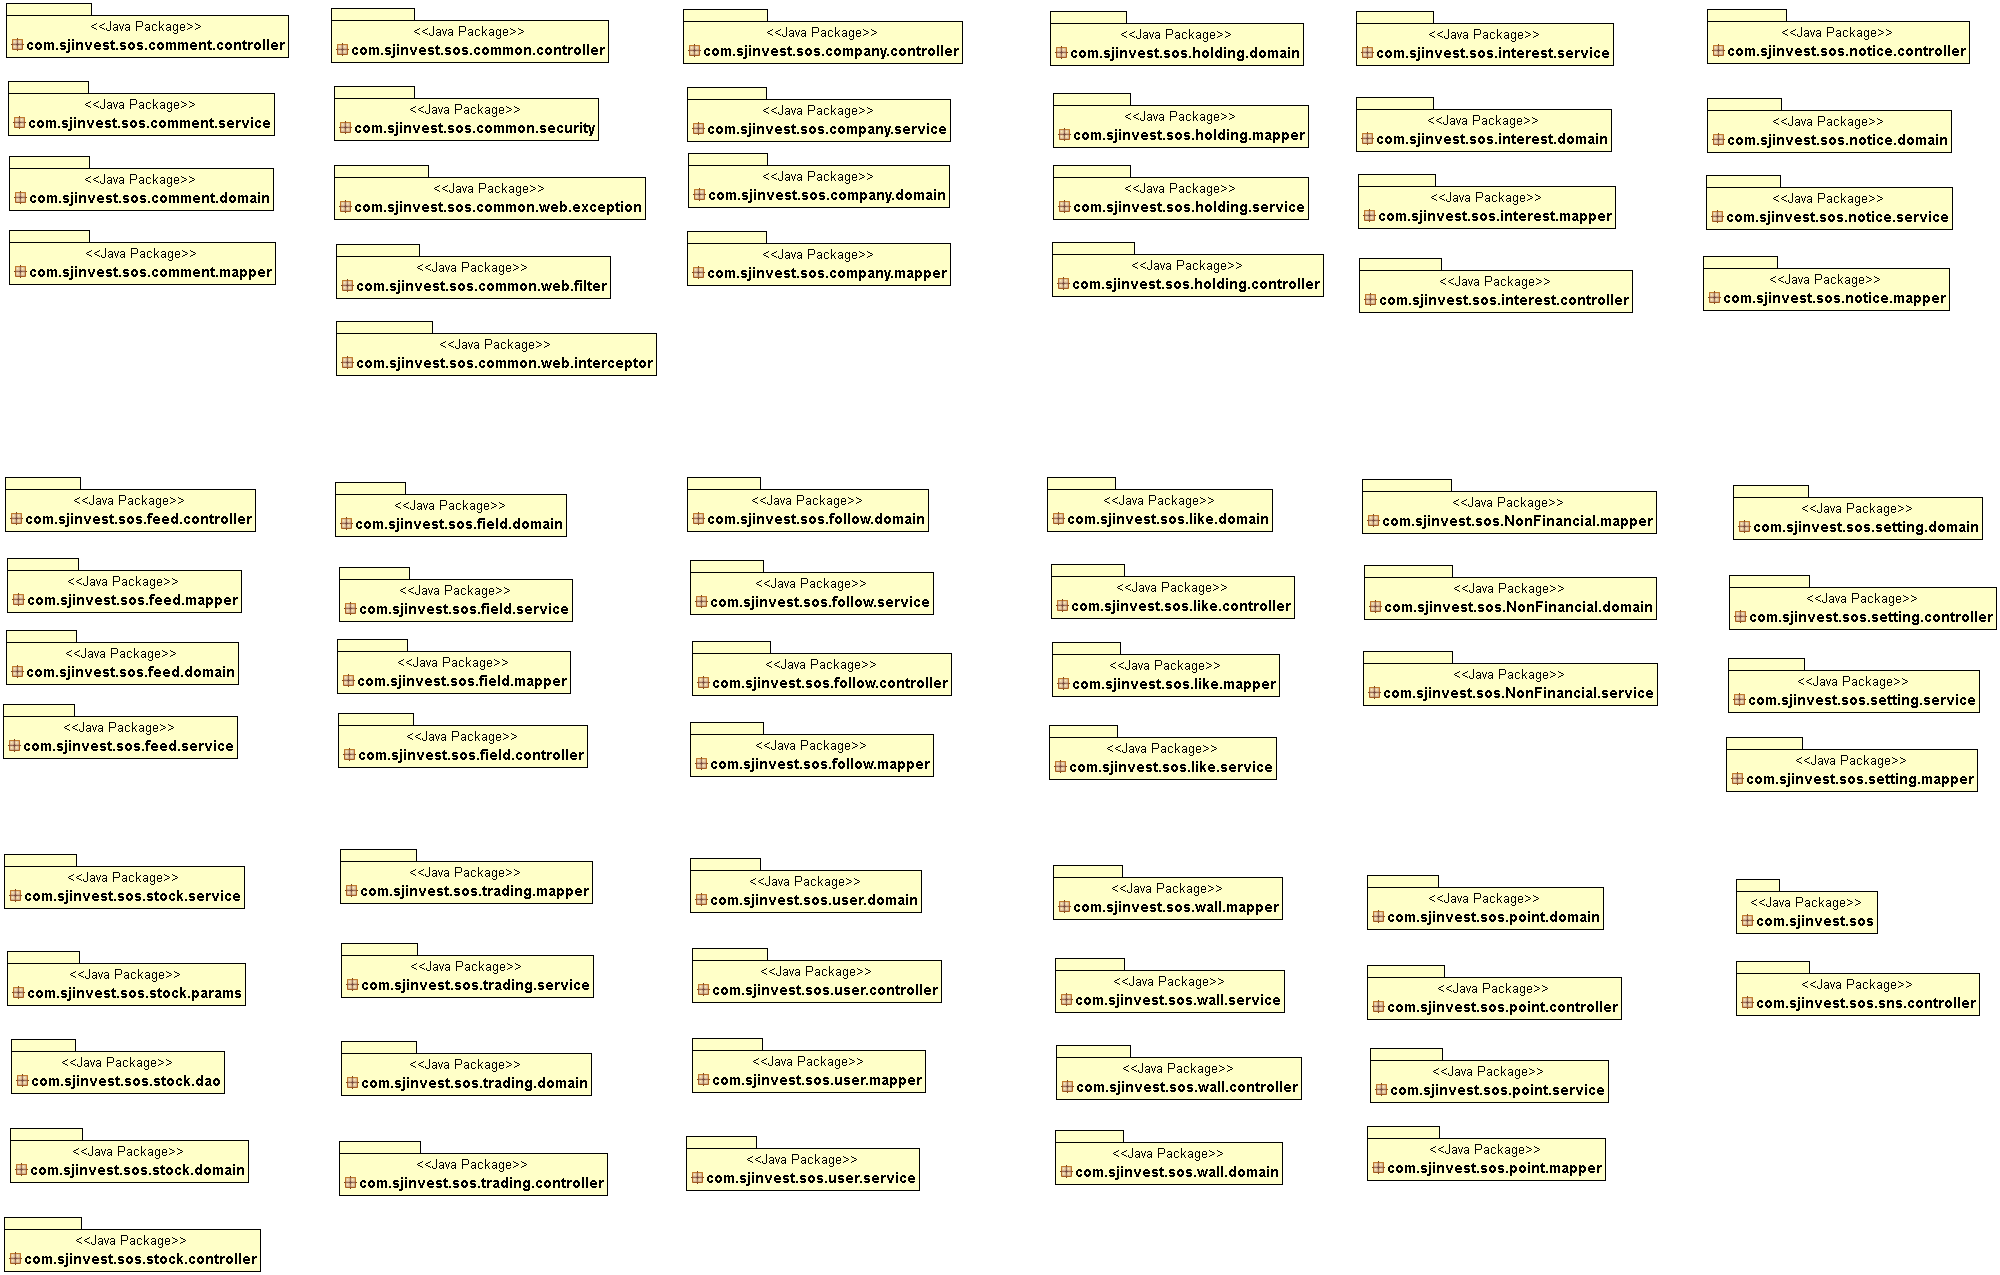 <<Java Package>>
com.sjinvest.sos.comment.controller
<<Java Package>>
com.sjinvest.sos.comment.service
<<Java Package>>
com.sjinvest.sos.comment.domain
<<Java Package>>
com.sjinvest.sos.comment.mapper
<<Java Package>>
com.sjinvest.sos.common.controller
<<Java Package>>
com.sjinvest.sos.common.security
<<Java Package>>
com.sjinvest.sos.common.web.exception
<<Java Package>>
com.sjinvest.sos.common.web.filter
<<Java Package>>
com.sjinvest.sos.common.web.interceptor
<<Java Package>>
com.sjinvest.sos.company.controller
<<Java Package>>
com.sjinvest.sos.company.service
<<Java Package>>
com.sjinvest.sos.company.domain
<<Java Package>>
com.sjinvest.sos.company.mapper
<<Java Package>>
com.sjinvest.sos.holding.domain
<<Java Package>>
com.sjinvest.sos.holding.mapper
<<Java Package>>
com.sjinvest.sos.holding.service
<<Java Package>>
com.sjinvest.sos.holding.controller
<<Java Package>>
com.sjinvest.sos.interest.service
<<Java Package>>
com.sjinvest.sos.interest.domain
<<Java Package>>
com.sjinvest.sos.interest.mapper
<<Java Package>>
com.sjinvest.sos.interest.controller
<<Java Package>>
com.sjinvest.sos.notice.controller
<<Java Package>>
com.sjinvest.sos.notice.domain
<<Java Package>>
com.sjinvest.sos.notice.service
<<Java Package>>
com.sjinvest.sos.notice.mapper
<<Java Package>>
com.sjinvest.sos.feed.controller
<<Java Package>>
com.sjinvest.sos.feed.mapper
<<Java Package>>
com.sjinvest.sos.feed.domain
<<Java Package>>
com.sjinvest.sos.feed.service
<<Java Package>>
com.sjinvest.sos.field.domain
<<Java Package>>
com.sjinvest.sos.field.service
<<Java Package>>
com.sjinvest.sos.field.mapper
<<Java Package>>
com.sjinvest.sos.field.controller
<<Java Package>>
com.sjinvest.sos.follow.domain
<<Java Package>>
com.sjinvest.sos.follow.service
<<Java Package>>
com.sjinvest.sos.follow.controller
<<Java Package>>
com.sjinvest.sos.follow.mapper
<<Java Package>>
com.sjinvest.sos.like.domain
<<Java Package>>
com.sjinvest.sos.like.controller
<<Java Package>>
com.sjinvest.sos.like.mapper
<<Java Package>>
com.sjinvest.sos.like.service
<<Java Package>>
com.sjinvest.sos.NonFinancial.mapper
<<Java Package>>
com.sjinvest.sos.NonFinancial.domain
<<Java Package>>
com.sjinvest.sos.NonFinancial.service
<<Java Package>>
com.sjinvest.sos.setting.domain
<<Java Package>>
com.sjinvest.sos.setting.controller
<<Java Package>>
com.sjinvest.sos.setting.service
<<Java Package>>
com.sjinvest.sos.setting.mapper
<<Java Package>>
com.sjinvest.sos.stock.service
<<Java Package>>
com.sjinvest.sos.stock.params
<<Java Package>>
com.sjinvest.sos.stock.dao
<<Java Package>>
com.sjinvest.sos.stock.domain
<<Java Package>>
com.sjinvest.sos.stock.controller
<<Java Package>>
com.sjinvest.sos.trading.mapper
<<Java Package>>
com.sjinvest.sos.trading.service
<<Java Package>>
com.sjinvest.sos.trading.domain
<<Java Package>>
com.sjinvest.sos.trading.controller
<<Java Package>>
com.sjinvest.sos.user.domain
<<Java Package>>
com.sjinvest.sos.user.controller
<<Java Package>>
com.sjinvest.sos.user.mapper
<<Java Package>>
com.sjinvest.sos.user.service
<<Java Package>>
com.sjinvest.sos.wall.mapper
<<Java Package>>
com.sjinvest.sos.wall.service
<<Java Package>>
com.sjinvest.sos.wall.controller
<<Java Package>>
com.sjinvest.sos.wall.domain
<<Java Package>>
com.sjinvest.sos.point.domain
<<Java Package>>
com.sjinvest.sos.point.controller
<<Java Package>>
com.sjinvest.sos.point.service
<<Java Package>>
com.sjinvest.sos.point.mapper
<<Java Package>>
com.sjinvest.sos
<<Java Package>>
com.sjinvest.sos.sns.controller